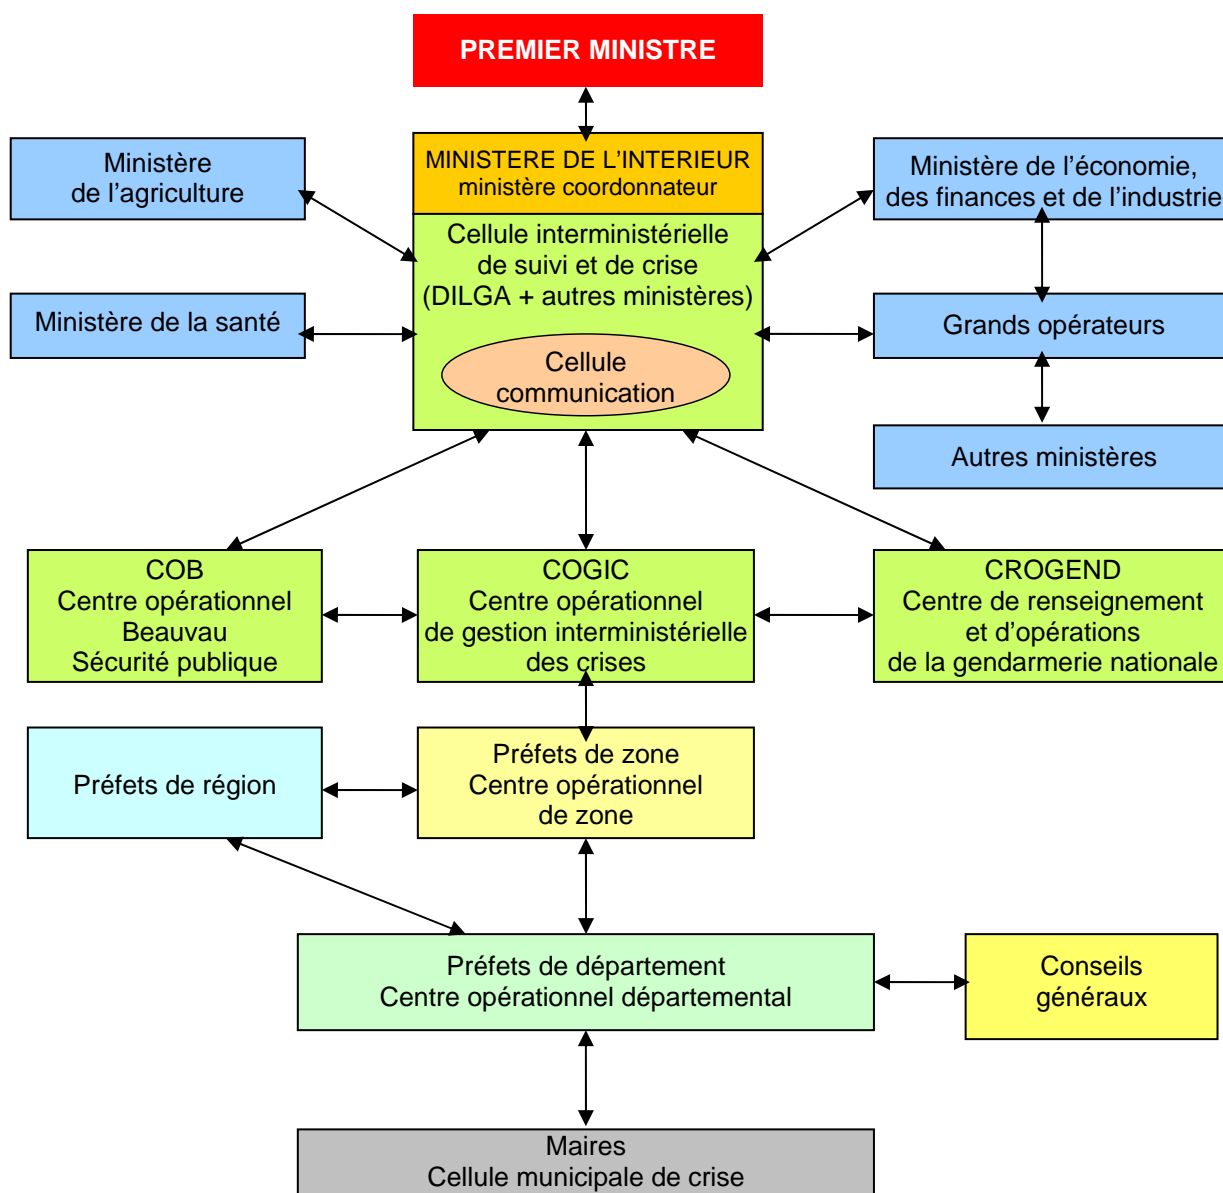 PREMIER MINISTRE
Ministère
de l’agriculture
MINISTERE DE L’INTERIEUR
ministère coordonnateur
Ministère de l’économie,
des finances et de l’industrie
Cellule interministérielle
de suivi et de crise
(DILGA + autres ministères)
Ministère de la santé
Grands opérateurs
Cellule
communication
Autres ministères
COB
Centre opérationnel
Beauvau
Sécurité publique
COGIC
Centre opérationnel
de gestion interministérielle
des crises
CROGEND
Centre de renseignement
et d’opérations
de la gendarmerie nationale
Préfets de région
Préfets de zone
Centre opérationnel
de zone
Préfets de département
Centre opérationnel départemental
Conseils
généraux
Maires
Cellule municipale de crise